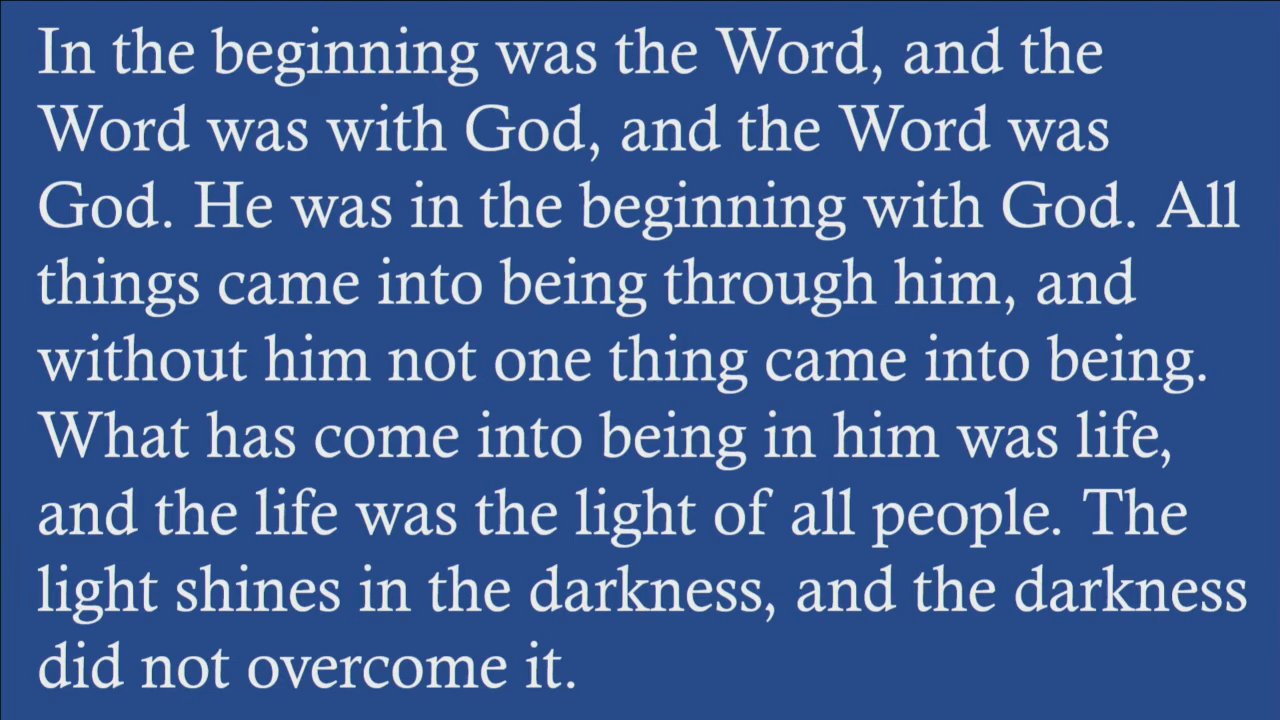 In the beginning was the Word, and the
Word was with God, and the Word was
God. He was in the beginning with God. All
things came into being through him, and
without him not one thing came into being.
What has come into being in him was life,
and the life was the light of all people. The
light shines in the darkness, and the darkness
did not overcome it.